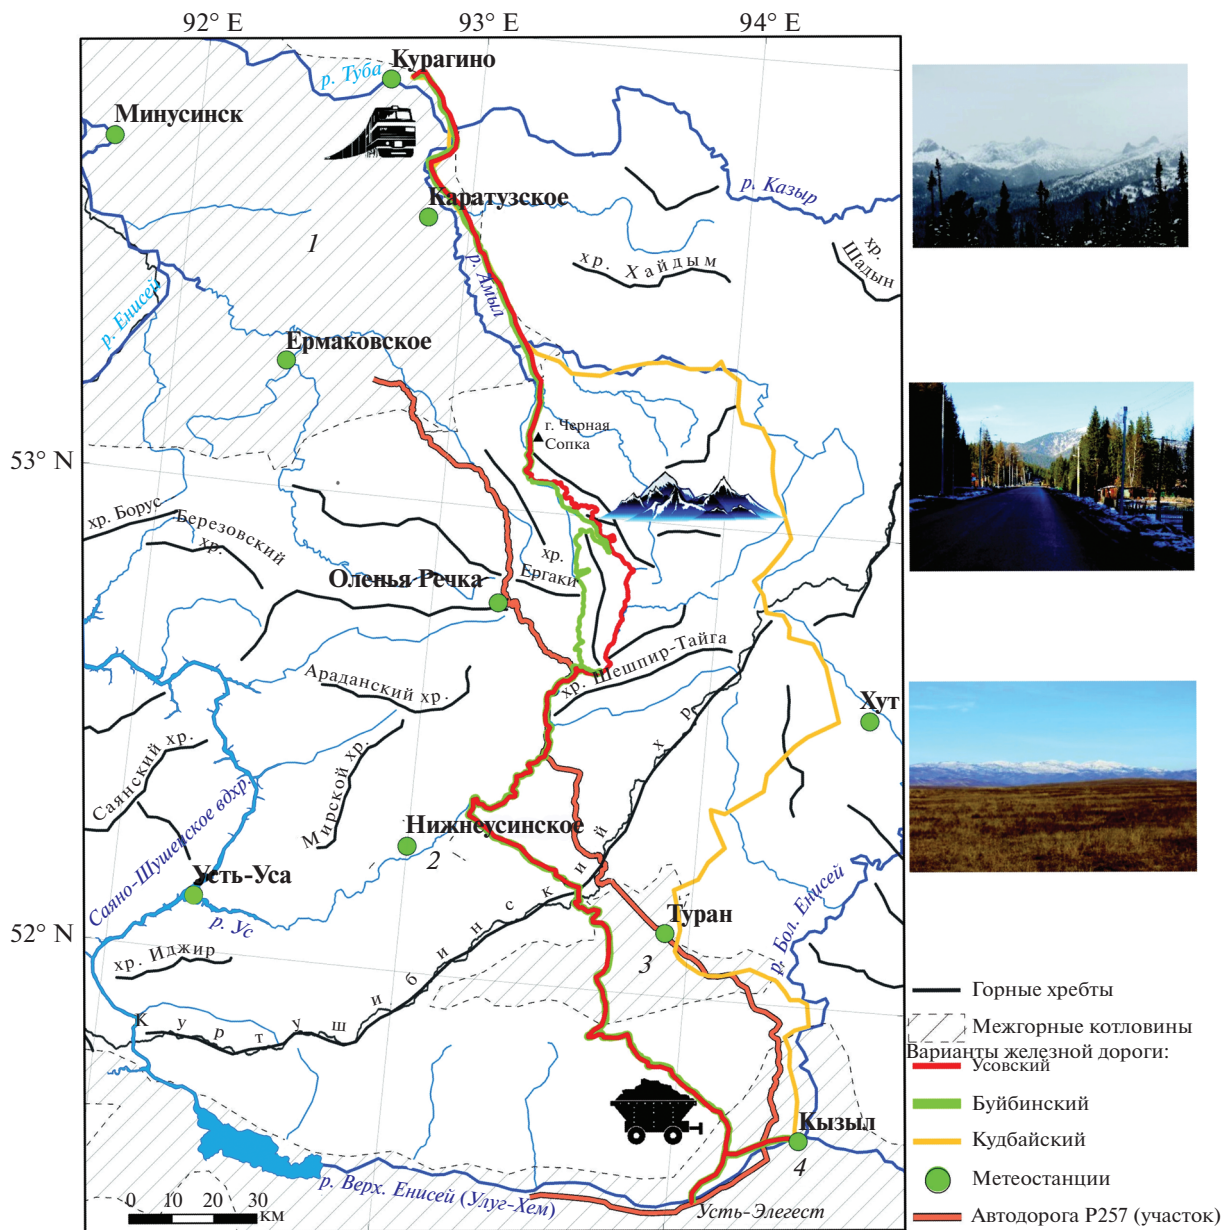 92° E
93° E
94° E
Курагино
р. Туба
Минусинск
Каратузское
р. Казыр
1
хр. Хайдым
хр. Шадын
р. Амыл
р. Енисей
Ермаковское
г. Черная
Сопка
53° N
хр. Борус
Березовский
хр.
хр.
Ергаки
Оленья Речка
хр. Шешпир-Тайга
Араданский хр.
Хут
Саянский хр.
Мирской хр.
Саяно-Шушенское вдхр.
Нижнеусинское
2
Усть-Уса
р. Ус
Туран
3
р. Бол. Енисей
52° N
хр. Иджир
Куртушибинский хр.
Горные хребты
Межгорные котловины
Варианты железной дороги:
Усовский
Буйбинский
Кудбайский
Метеостанции
Автодорога Р257 (участок)
Кызыл
4
р. Верх. Енисей (Улуг-Хем)
Усть-Элегест
0 10 20 30
км